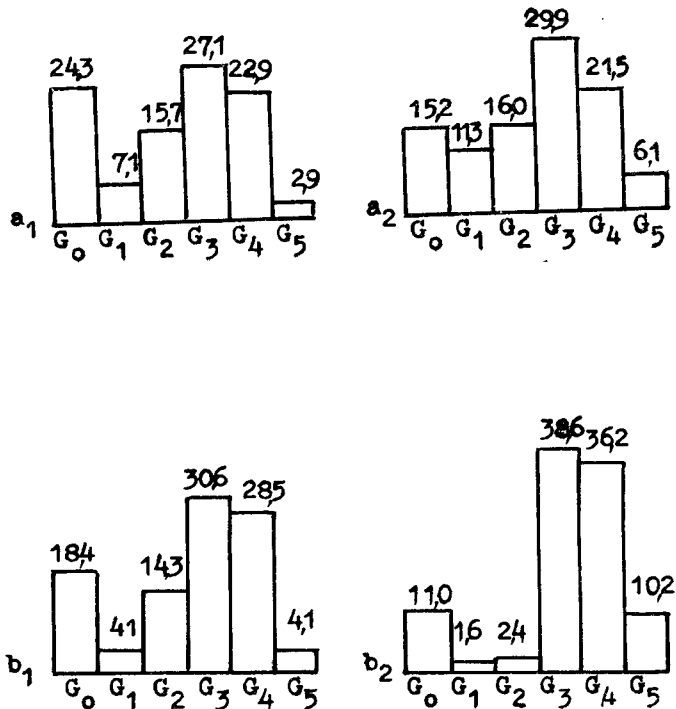 24,3 7,1 15,7 27,1 22,9 2,9
a1 G0 G1 G2 G3 G4 G5
15,2 11,3 16,0 29,9 21,5 6,1
a2 G0 G1 G2 G3 G4 G5
18,4 4,1 14,3 30,6 28,5 4,1
b1 G0 G1 G2 G3 G4 G5
11,0 1,6 2,4 38,6 36,2 10,2
b2 G0 G1 G2 G3 G4 G5